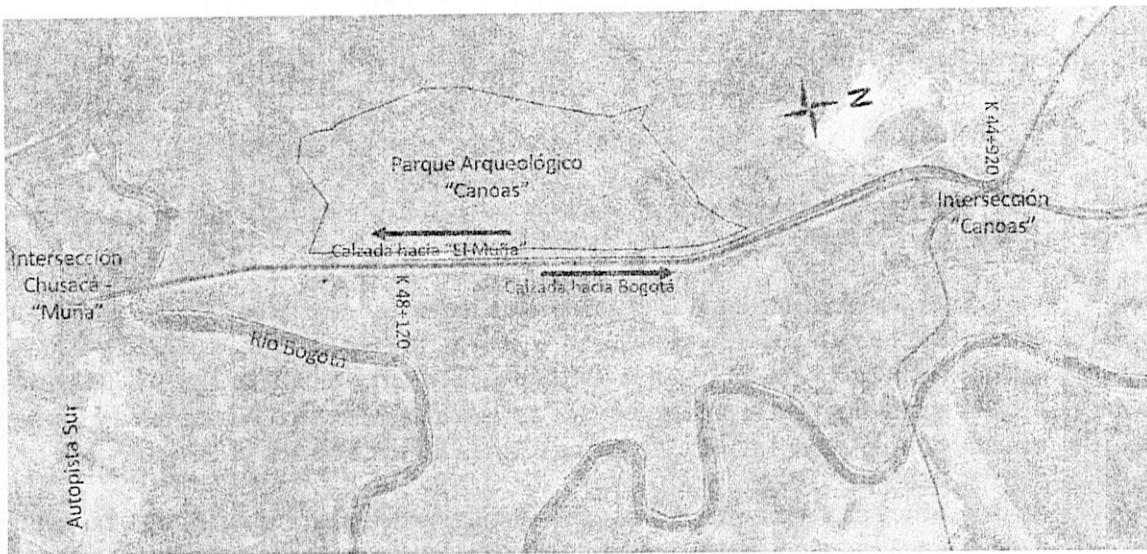 N
K 44+920
Parque Arqueológico
"Canoas"
Intersección
"Canoas"
Calzada hacia "El Muña"
Intersección
Chusacá -
"Muña"
Calzada hacia Bogotá
K 48+120
Río Bogotá
Autopista Sur